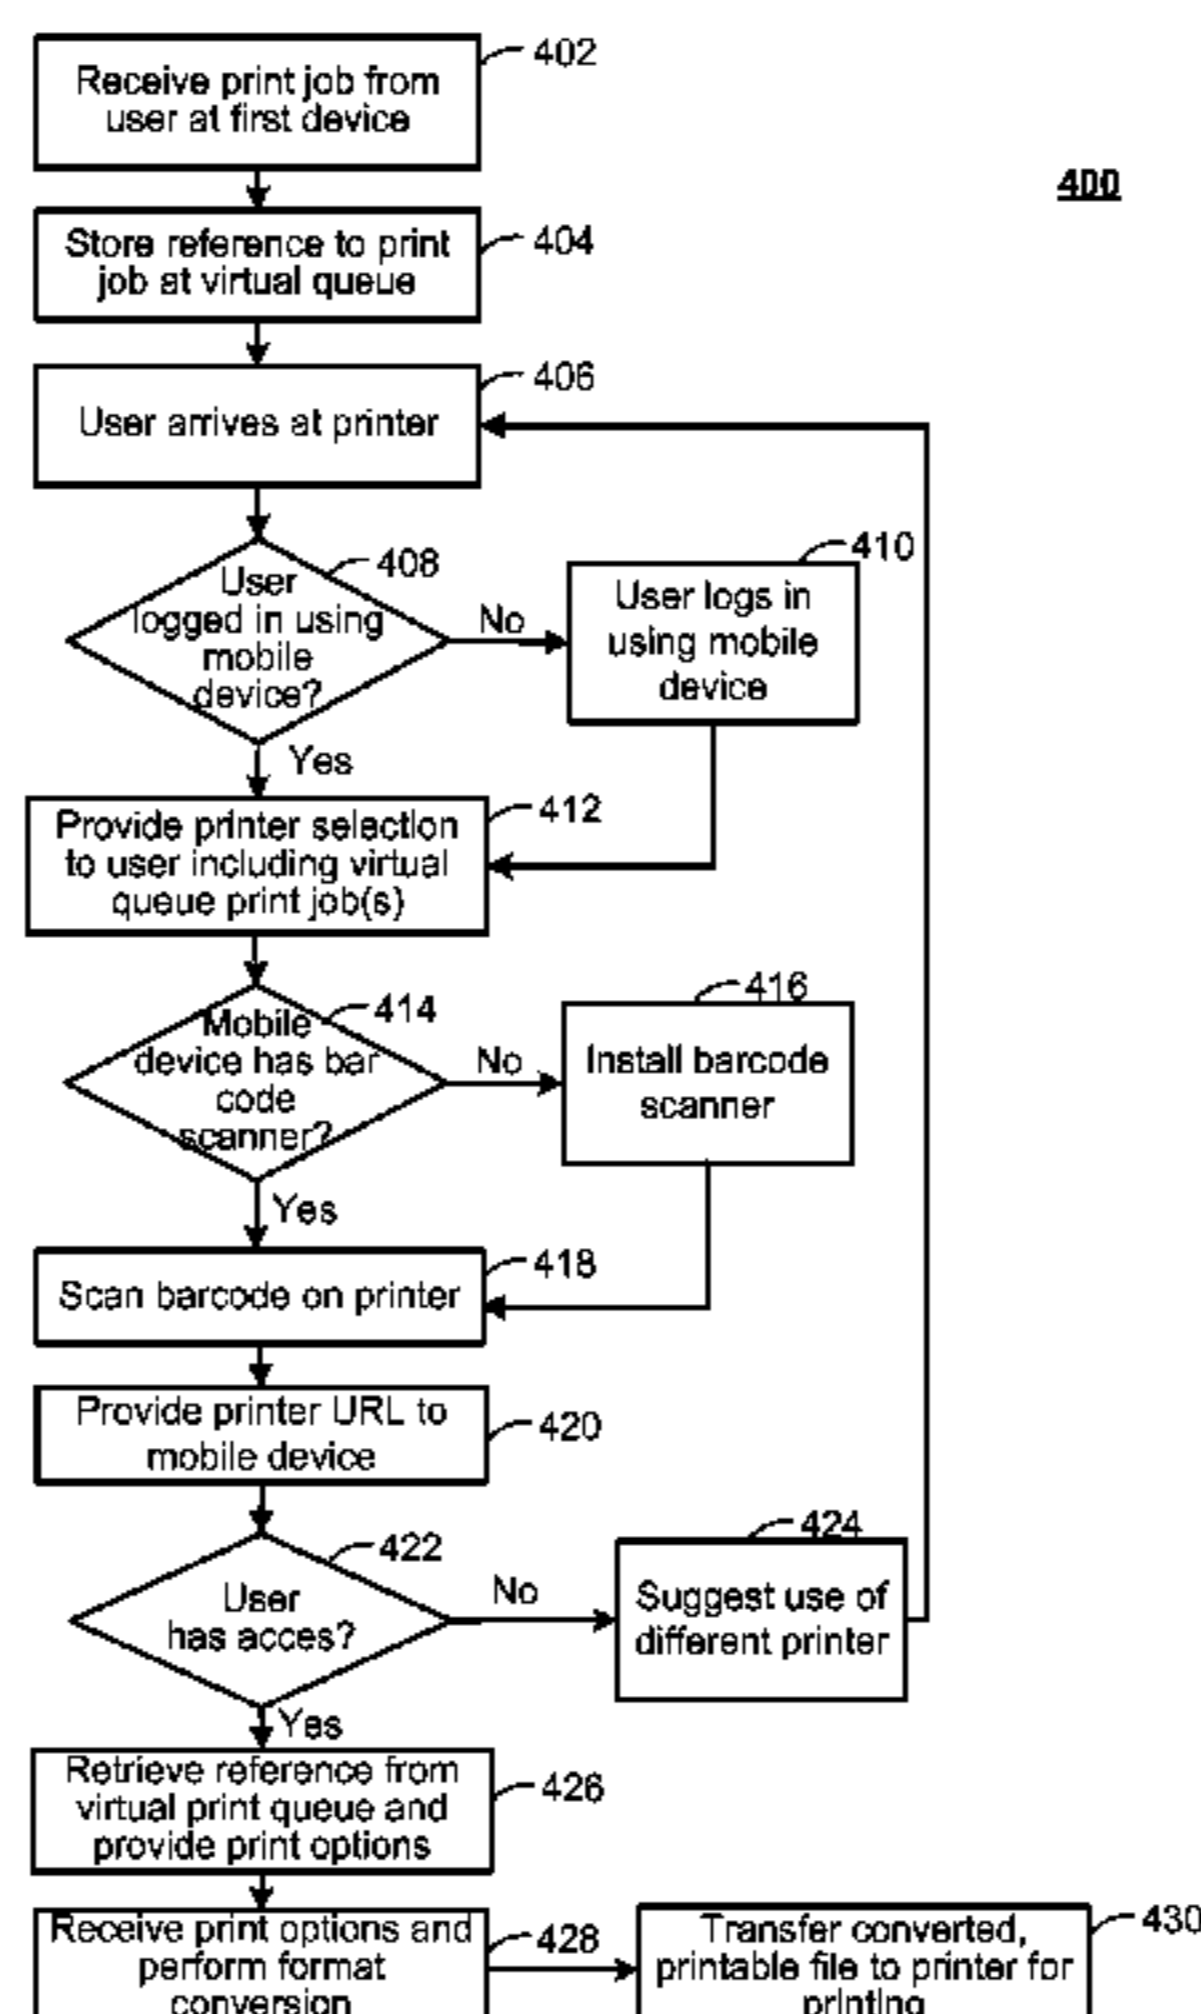 402
Receive print job from
user at first device
400
404
Store reference to print
job at virtual queue
406
User arrives at printer
408
User
logged in using
mobile
device?
No
410
User logs in
using mobile
device
Yes
412
Provide printer selection
to user including virtual
queue print job(s)
414
Mobile
device has bar
code
scanner?
No
416
Install barcode
scanner
Yes
418
Scan barcode on printer
420
Provide printer URL to
mobile device
422
User
has acces?
No
424
Suggest use of
different printer
Yes
426
Retrieve reference from
virtual print queue and
provide print options
428
Receive print options and
perform format
conversion
430
Transfer converted,
printable file to printer for
printing